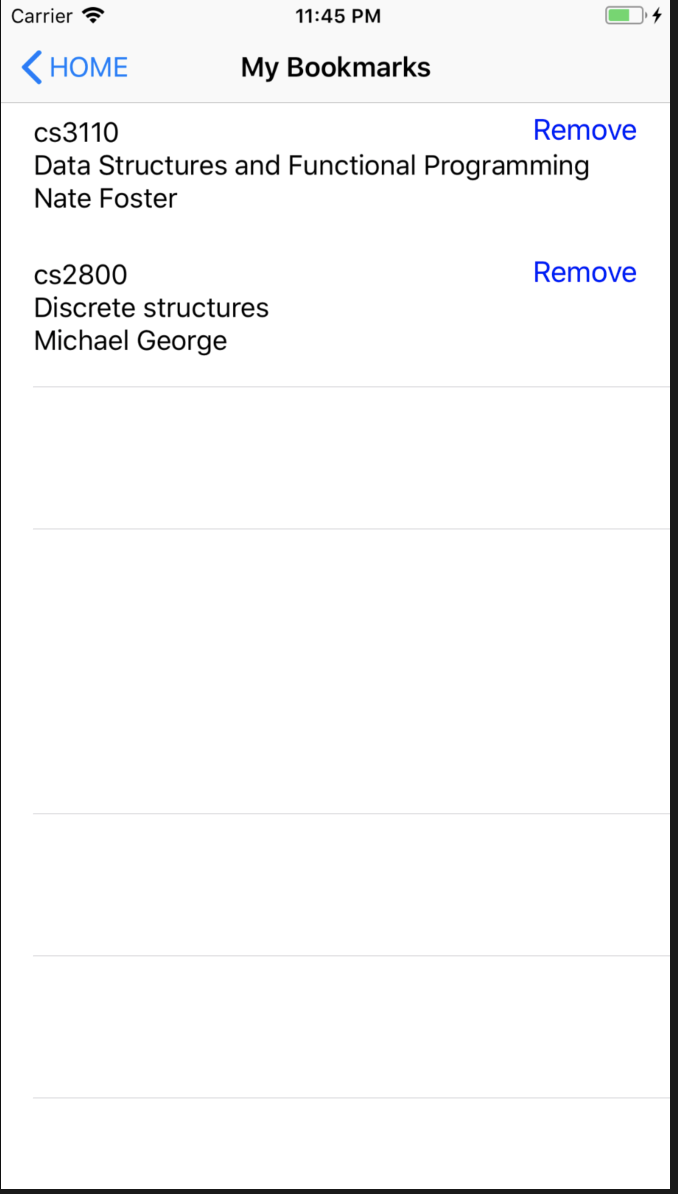 Carrier 11:45 PM
HOME My Bookmarks
cs3110 Remove
Data Structures and Functional Programming
Nate Foster
cs2800 Remove
Discrete structures
Michael George